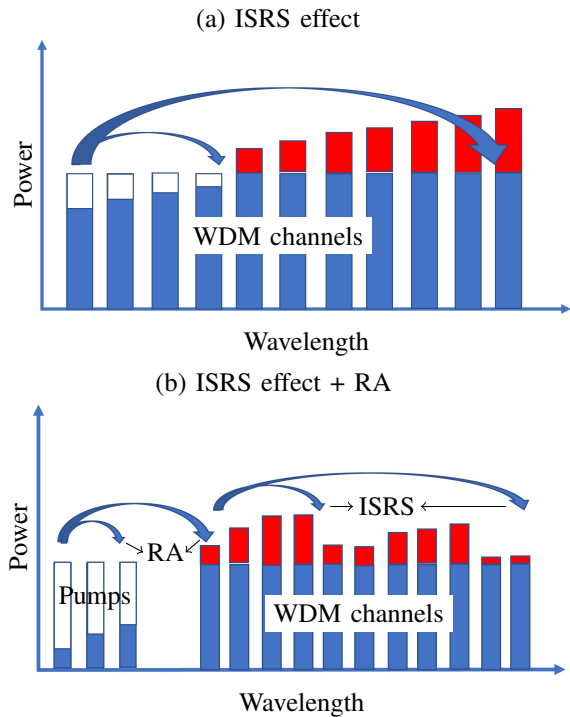 (a) ISRS effect
Power
WDM channels
Wavelength
(b) ISRS effect + RA
Power
ISRS
RA
Pumps
WDM channels
Wavelength